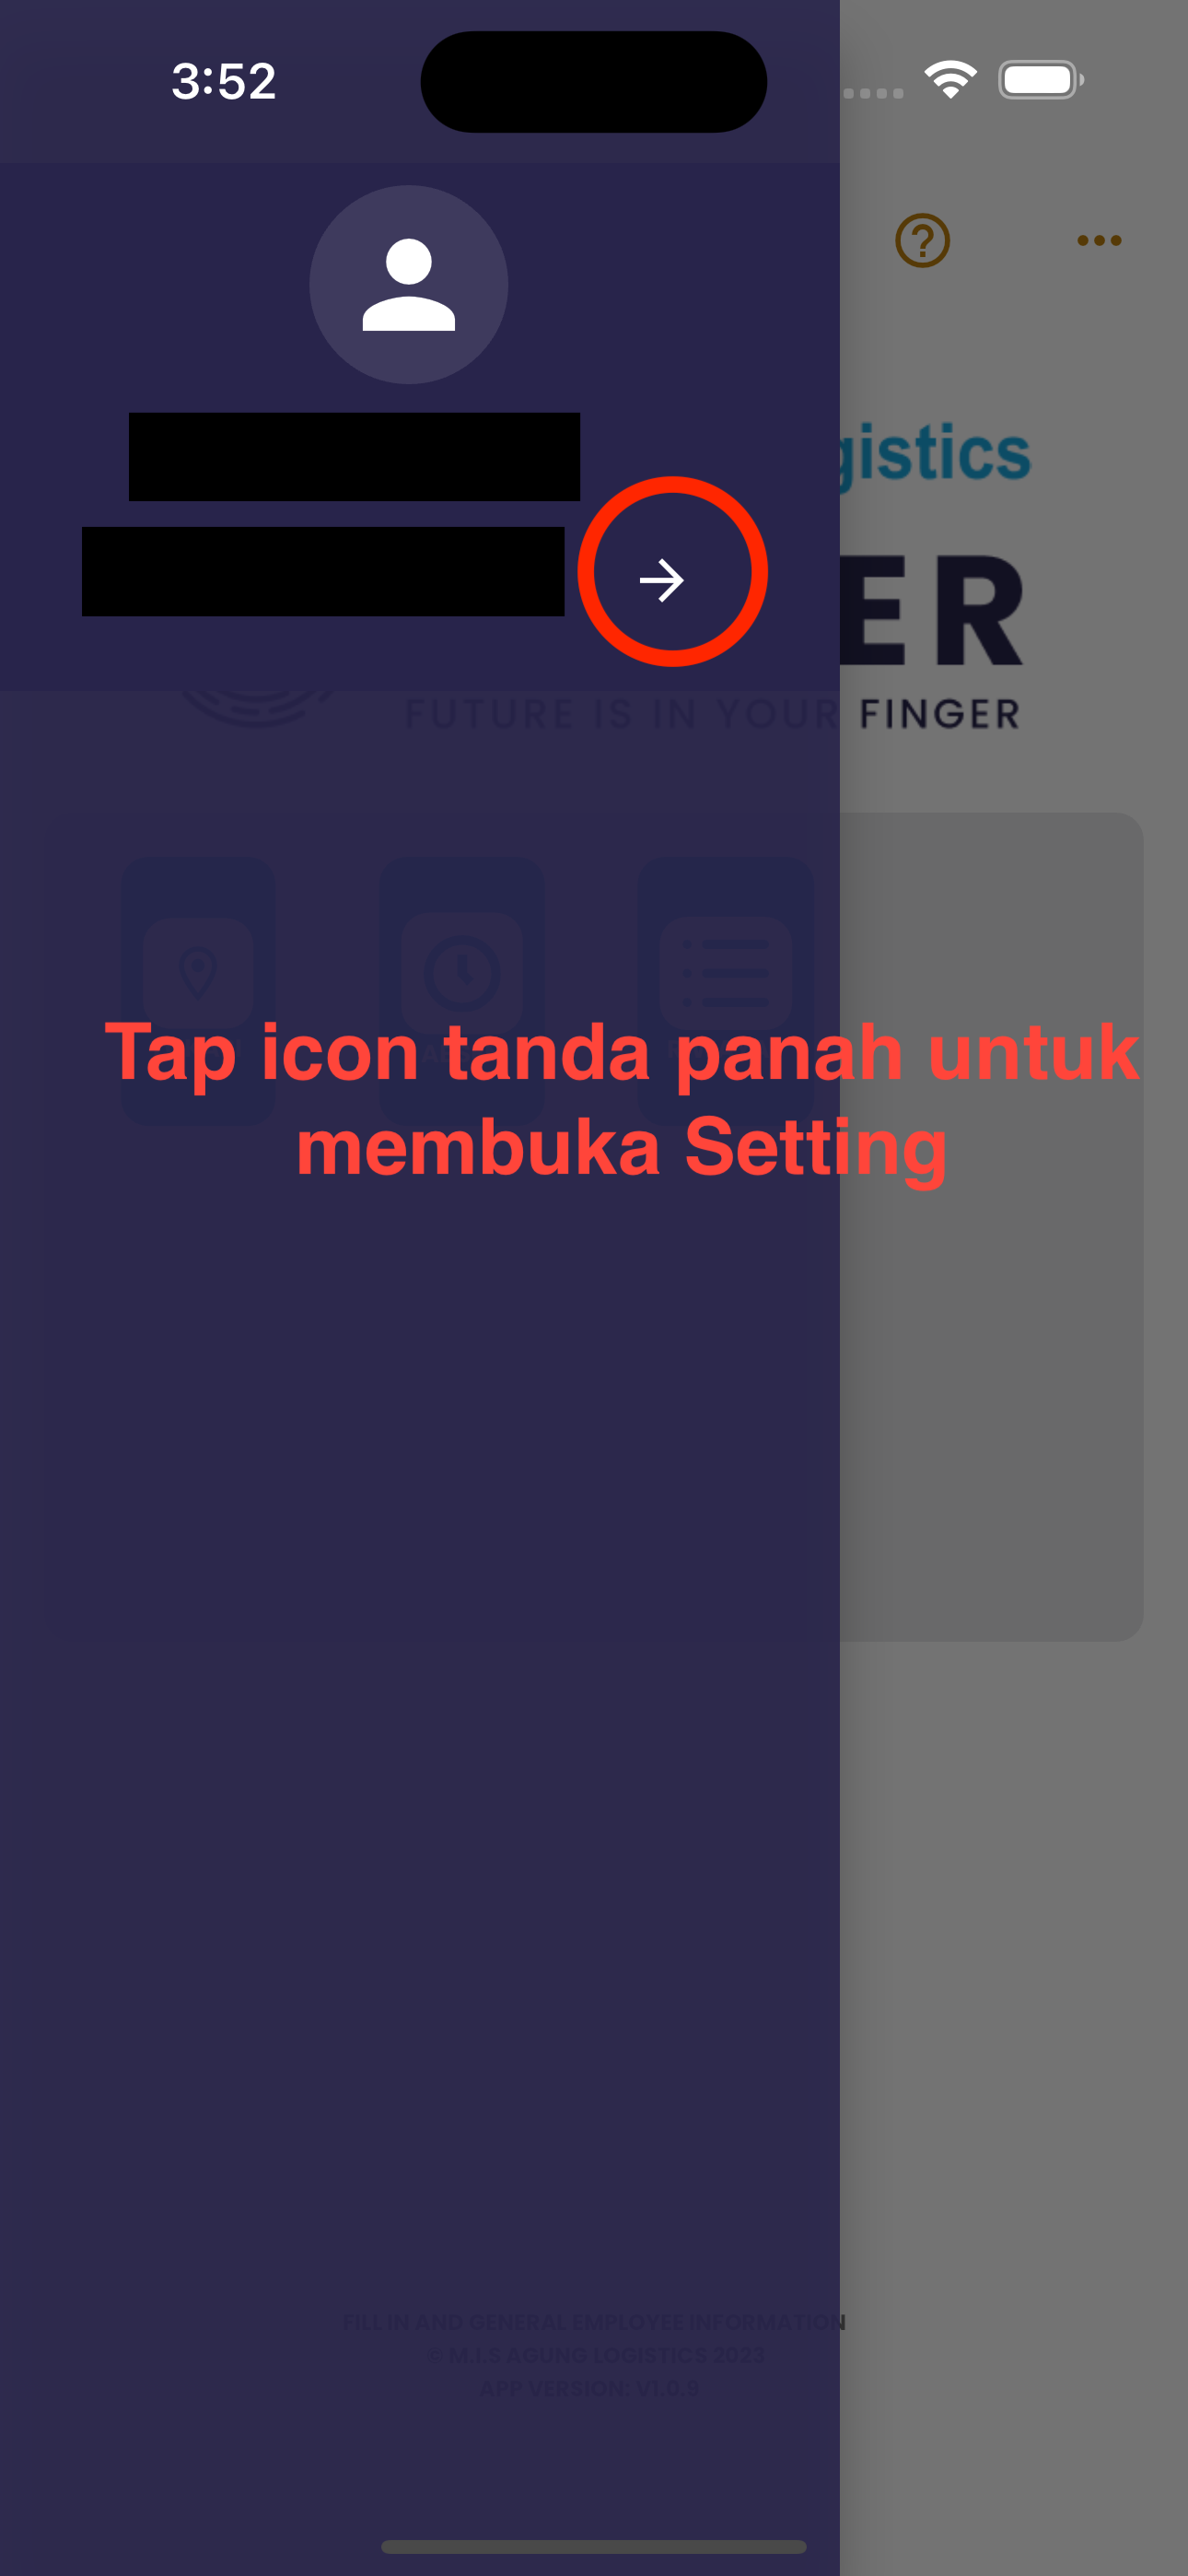 3:52
gistics
ER
FUTURE IS IN YOUR FINGER
Tap icon tanda panah untuk
membuka Setting
FILL IN AND GENERAL EMPLOYEE INFORMATION
© M.I.S AGUNG LOGISTICS 2023
APP VERSION: V1.0.9